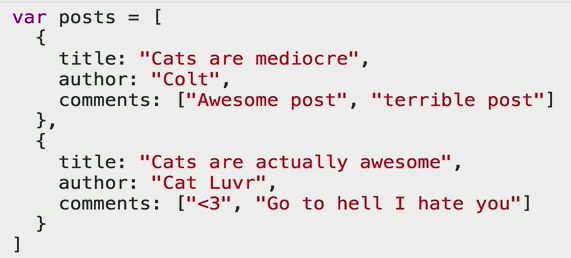 var posts = [
  {
    title: "Cats are mediocre",
    author: "Colt",
    comments: ["Awesome post", "terrible post"]
  },
  {
    title: "Cats are actually awesome",
    author: "Cat Luvr",
    comments: ["<3", "Go to hell I hate you"]
  }
]